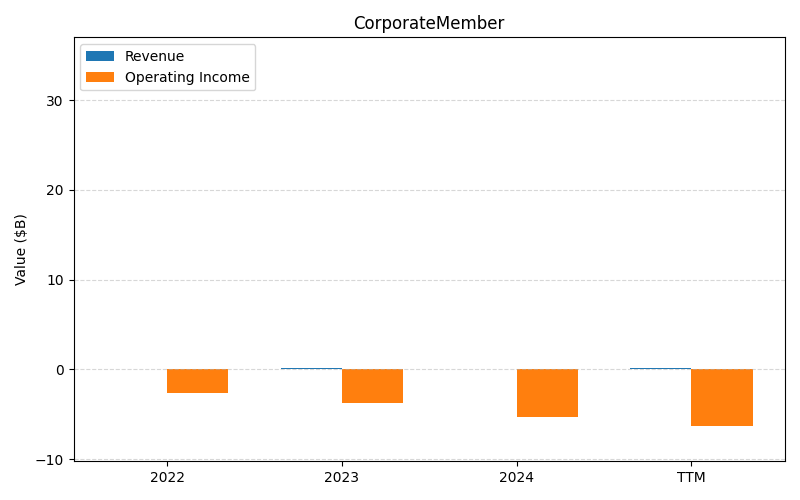 CorporateMember
Revenue
Operating Income
Value ($B)
30
20
10
0
−10
2022
2023
2024
TTM